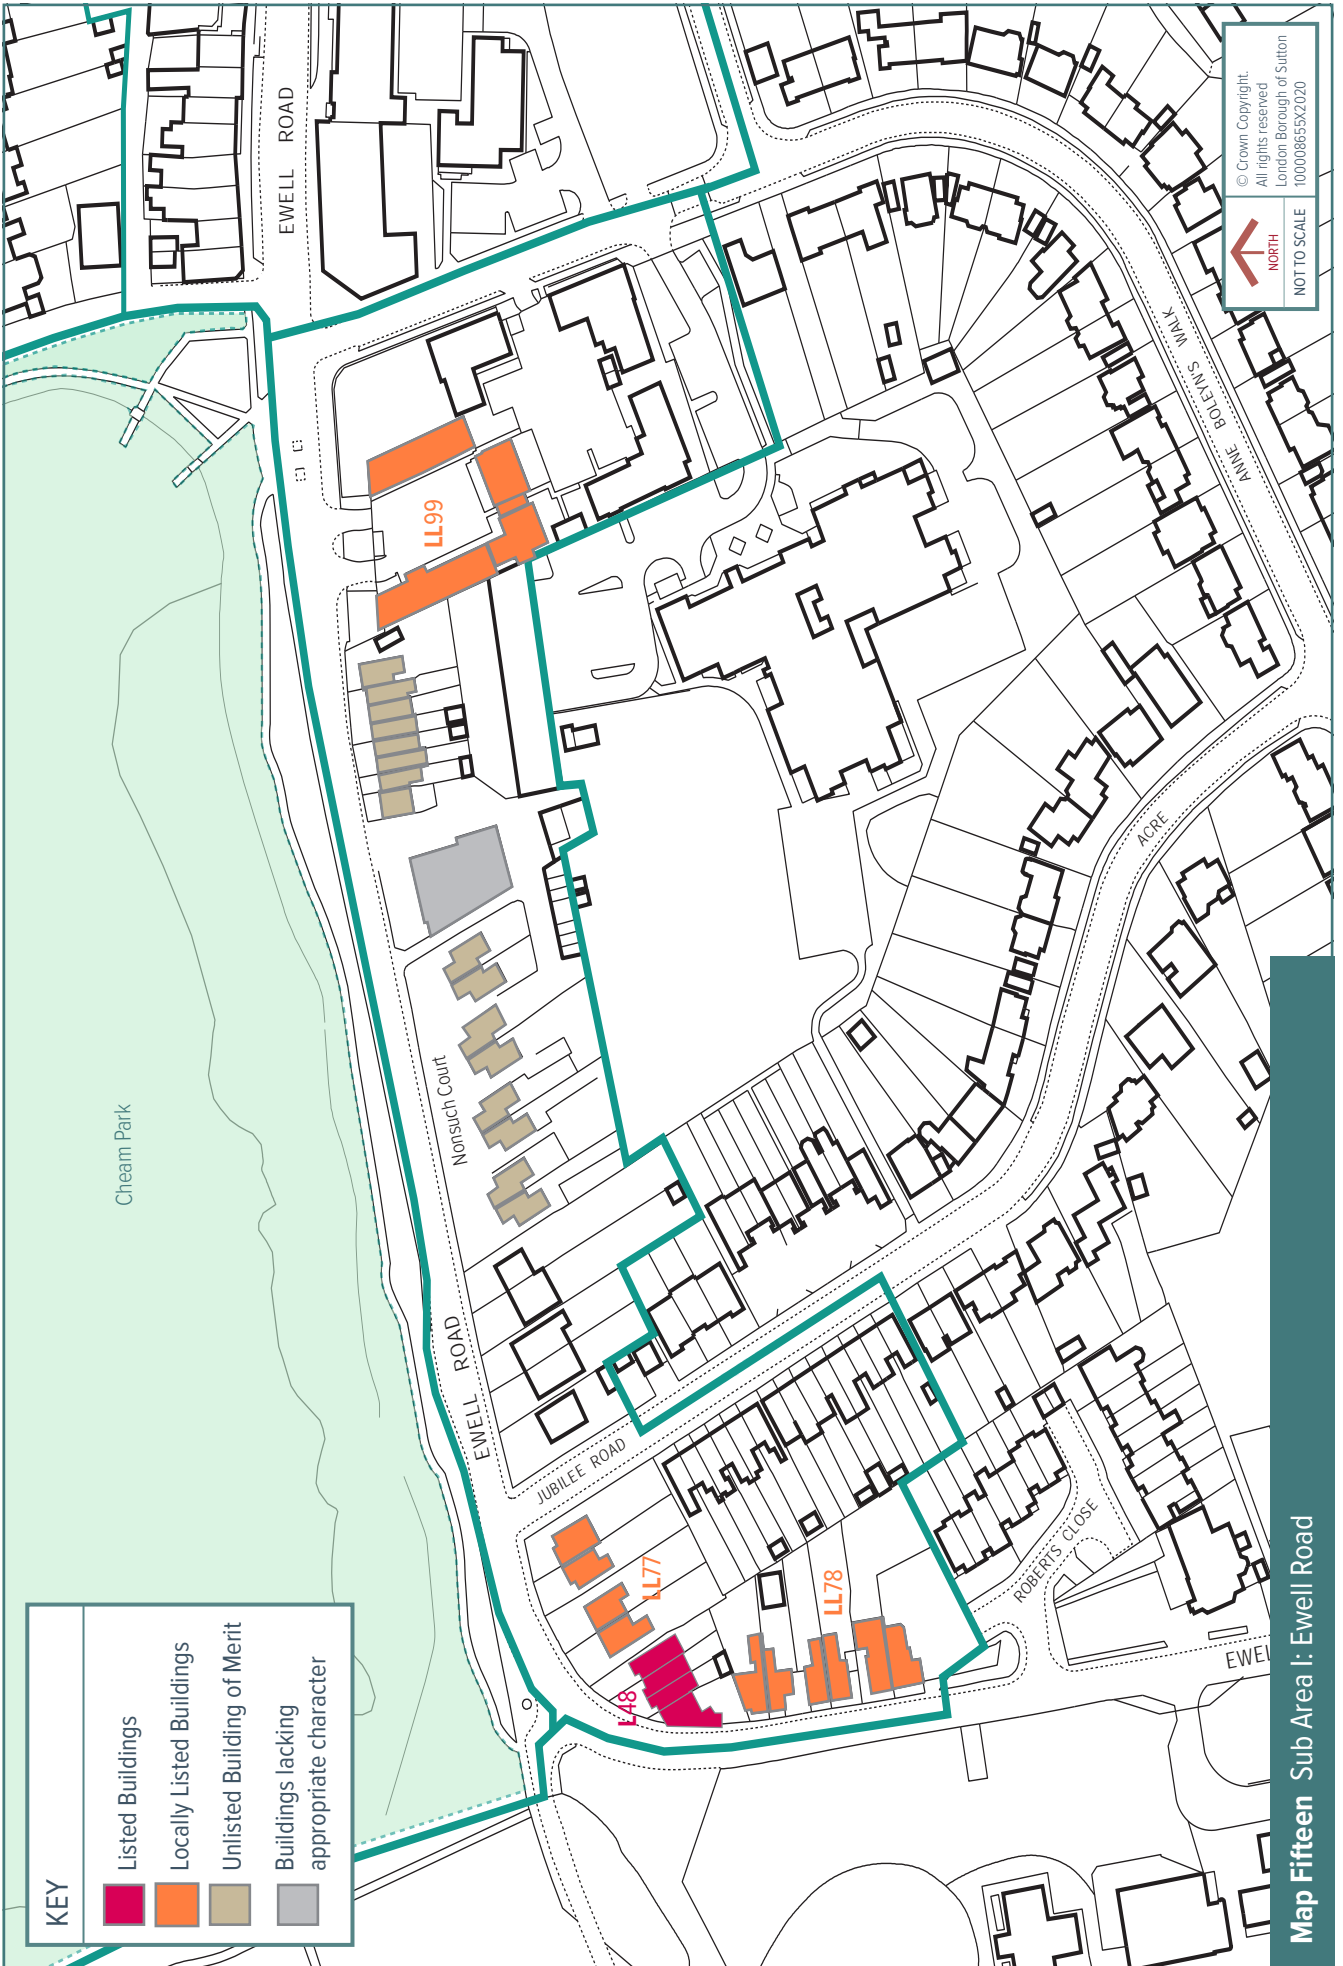 KEY
Listed Buildings
Locally Listed Buildings
Unlisted Building of Merit
Buildings lacking
appropriate character
Cheam Park
EWELL ROAD
EWELL ROAD
Nonsuch Court
JUBILEE ROAD
LL77
L48
LL78
LL99
ROBERTS CLOSE
EWEL
ACRE
ANNE BOLEYN'S WALK
NORTH
NOT TO SCALE
© Crown Copyright.
All rights reserved
London Borough of Sutton
100008655X2020
Map Fifteen Sub Area I: Ewell Road